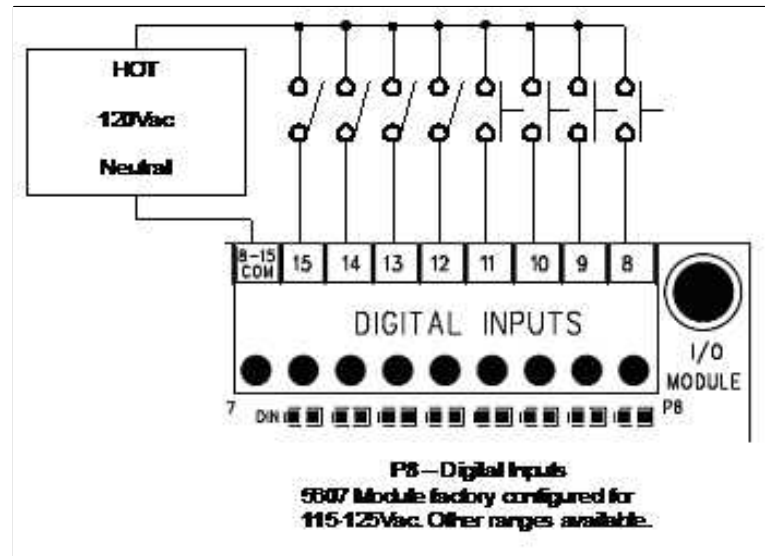 HOT
120Vac
Neutral
8-15
COM
15
14
13
12
11
10
9
8
DIGITAL INPUTS
I/O
MODULE
7
DIN
P8
P8 – Digital Inputs
5607 Module factory configured for
115-125Vac. Other ranges available.